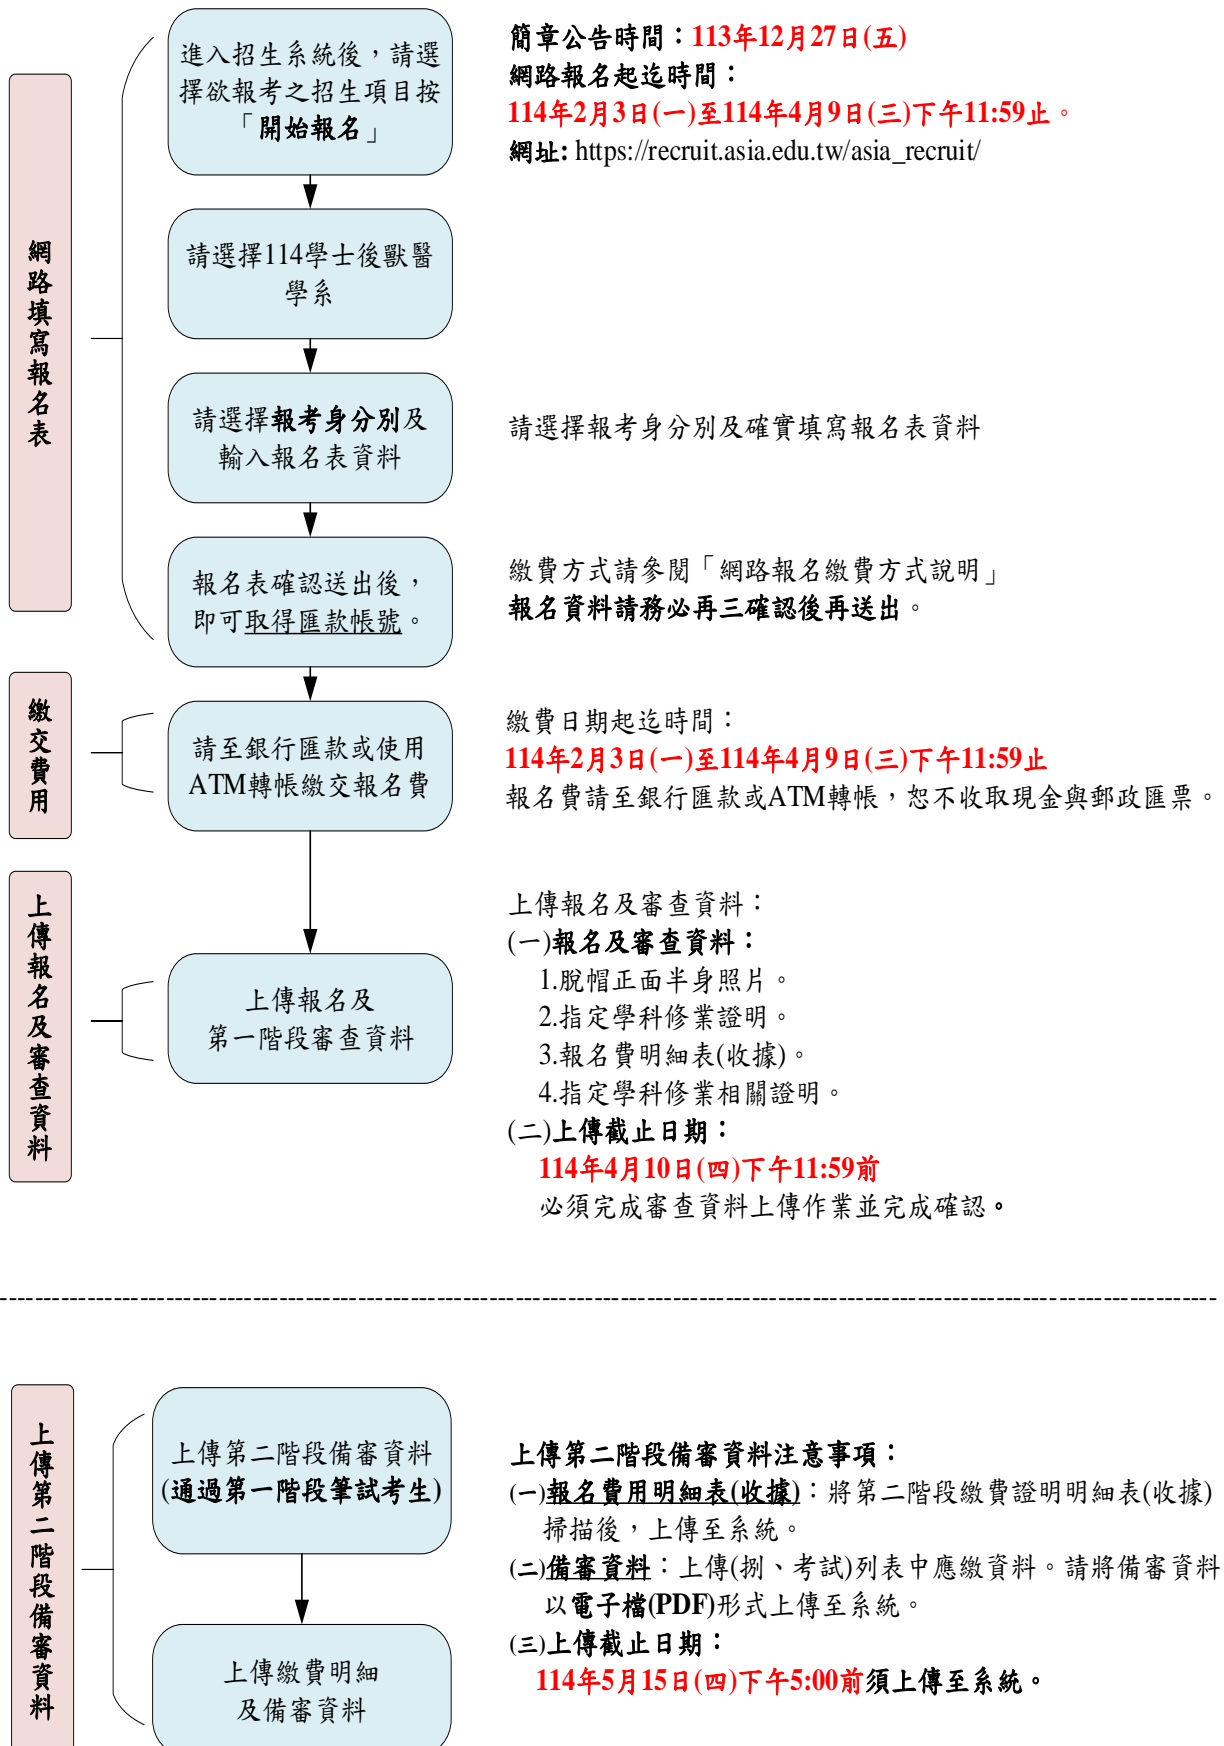 網路填寫報名表
進入招生系統後，請選
擇欲報考之招生項目按
「開始報名」
簡章公告時間：113年12月27日(五)
網路報名起迄時間：
114年2月3日(一)至114年4月9日(三)下午11:59止。
網址: https://recruit.asia.edu.tw/asia_recruit/
請選擇114學士後獸醫
學系
請選擇報考身分別及
輸入報名表資料
請選擇報考身分別及確實填寫報名表資料
報名表確認送出後，
即可取得匯款帳號。
繳費方式請參閱「網路報名繳費方式說明」
報名資料請務必再三確認後再送出。
繳交費用
請至銀行匯款或使用
ATM轉帳繳交報名費
繳費日期起迄時間：
114年2月3日(一)至114年4月9日(三)下午11:59止
報名費請至銀行匯款或ATM轉帳，恕不收取現金與郵政匯票。
上傳報名及審查資料
上傳報名及
第一階段審查資料
上傳報名及審查資料：
(一)報名及審查資料：
1.脫帽正面半身照片。
2.指定學科修業證明。
3.報名費明細表(收據)。
4.指定學科修業相關證明。
(二)上傳截止日期：
114年4月10日(四)下午11:59前
必須完成審查資料上傳作業並完成確認。
上傳第二階段備審資料
上傳第二階段備審資料
(通過第一階段筆試考生)
上傳繳費明細
及備審資料
上傳第二階段備審資料注意事項：
(一)報名費用明細表(收據)：將第二階段繳費證明明細表(收據)
掃描後，上傳至系統。
(二)備審資料：上傳(捌、考試)列表中應繳資料。請將備審資料
以電子檔(PDF)形式上傳至系統。
(三)上傳截止日期：
114年5月15日(四)下午5:00前須上傳至系統。